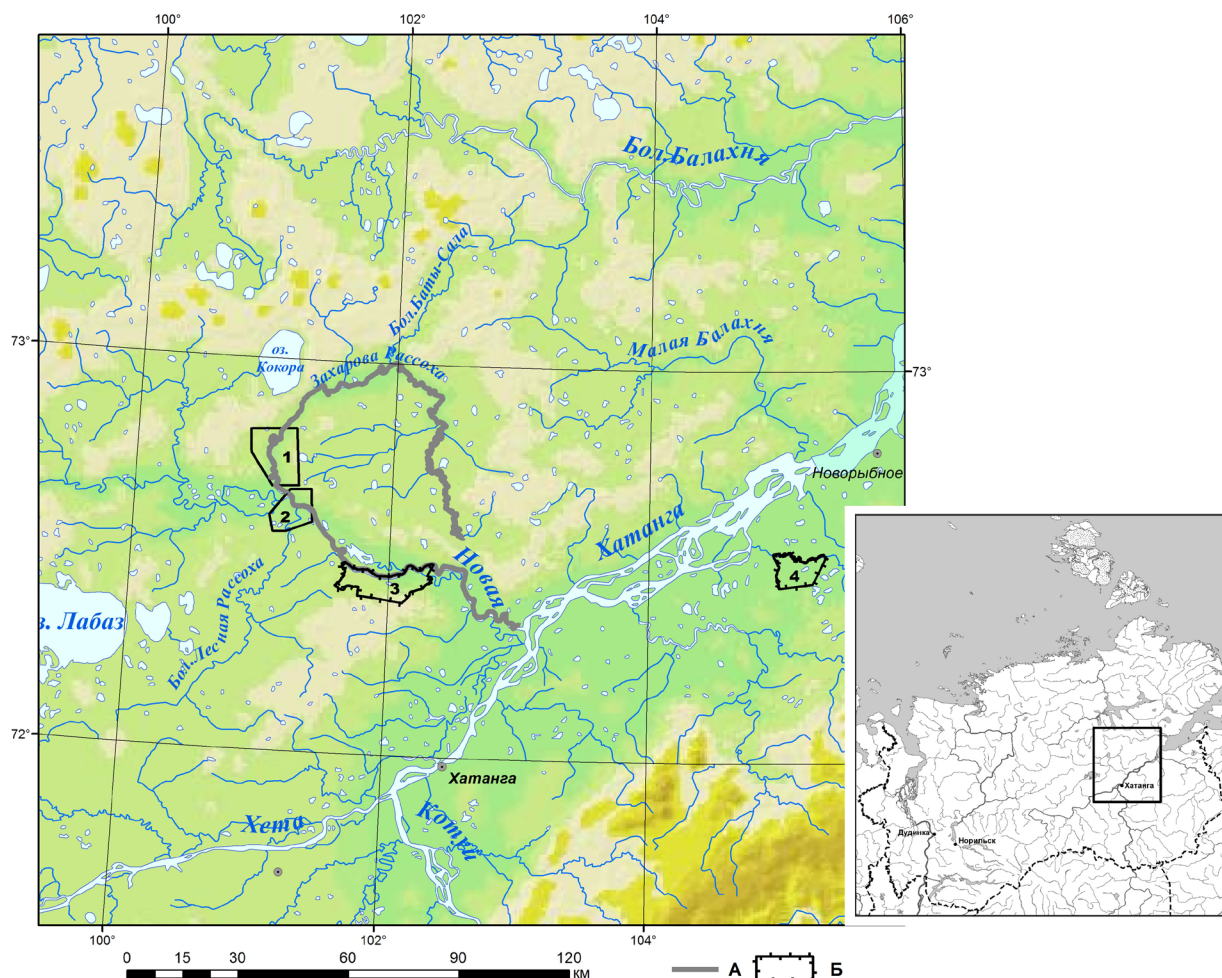 100°
102°
104°
106°
Бол.Балахня
Бол.Баты-Сала
73°
оз.
Кокора
Захарова Рассоха
Малая Балахня
73°
1
Новорыбное
2
Хатанга
Новая
3
4
Бол.Лесная Рассоха
з. Лабаз
72°
Хатанга
Хета
Котуй
Хатанга
Дудинка
Норильск
100°
102°
104°
0
15
30
60
90
120
КМ
А
Б